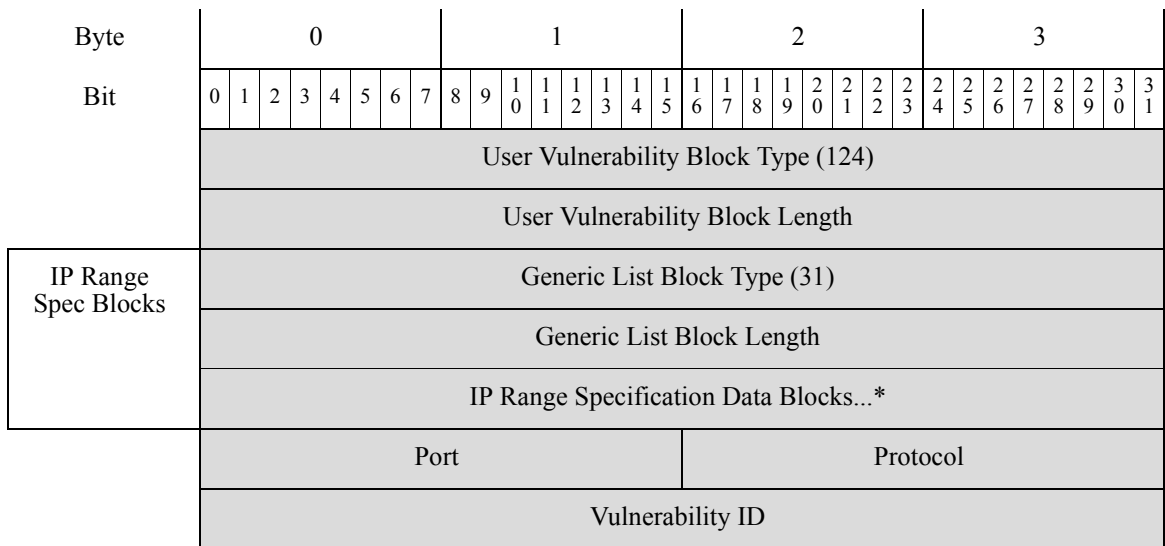 Byte 0 1 2 3
Bit 0 1 2 3 4 5 6 7 8 9 10 11 12 13 14 15 16 17 18 19 20 21 22 23 24 25 26 27 28 29 30 31
User Vulnerability Block Type (124)
User Vulnerability Block Length
IP Range
Spec Blocks
Generic List Block Type (31)
Generic List Block Length
IP Range Specification Data Blocks...*
Port Protocol
Vulnerability ID